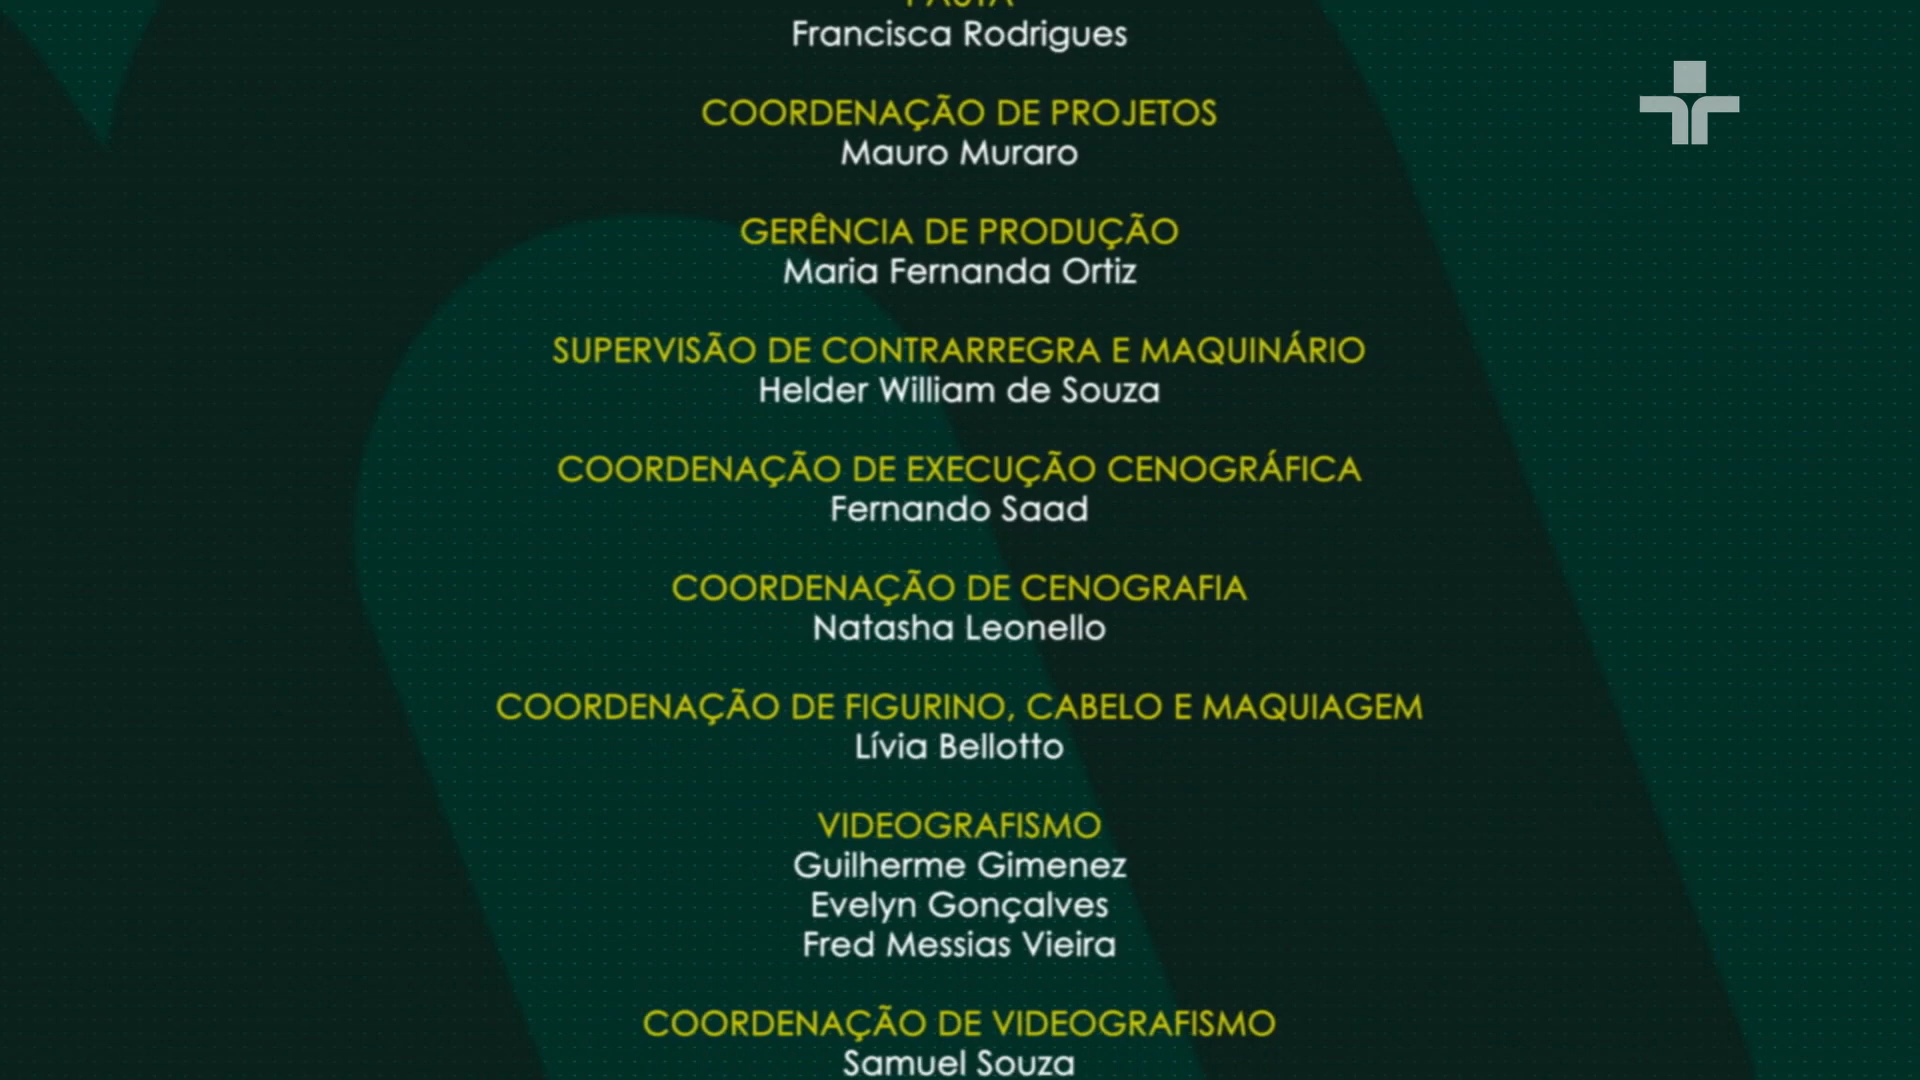 PAUTA
Francisca Rodrigues
COORDENAÇÃO DE PROJETOS
Mauro Muraro
GERÊNCIA DE PRODUÇÃO
Maria Fernanda Ortiz
SUPERVISÃO DE CONTRARREGRA E MAQUINÁRIO
Helder William de Souza
COORDENAÇÃO DE EXECUÇÃO CENOGRÁFICA
Fernando Saad
COORDENAÇÃO DE CENOGRAFIA
Natasha Leonello
COORDENAÇÃO DE FIGURINO, CABELO E MAQUIAGEM
Lívia Bellotto
VIDEOGRAFISMO
Guilherme Gimenez
Evelyn Gonçalves
Fred Messias Vieira
COORDENAÇÃO DE VIDEOGRAFISMO
Samuel Souza